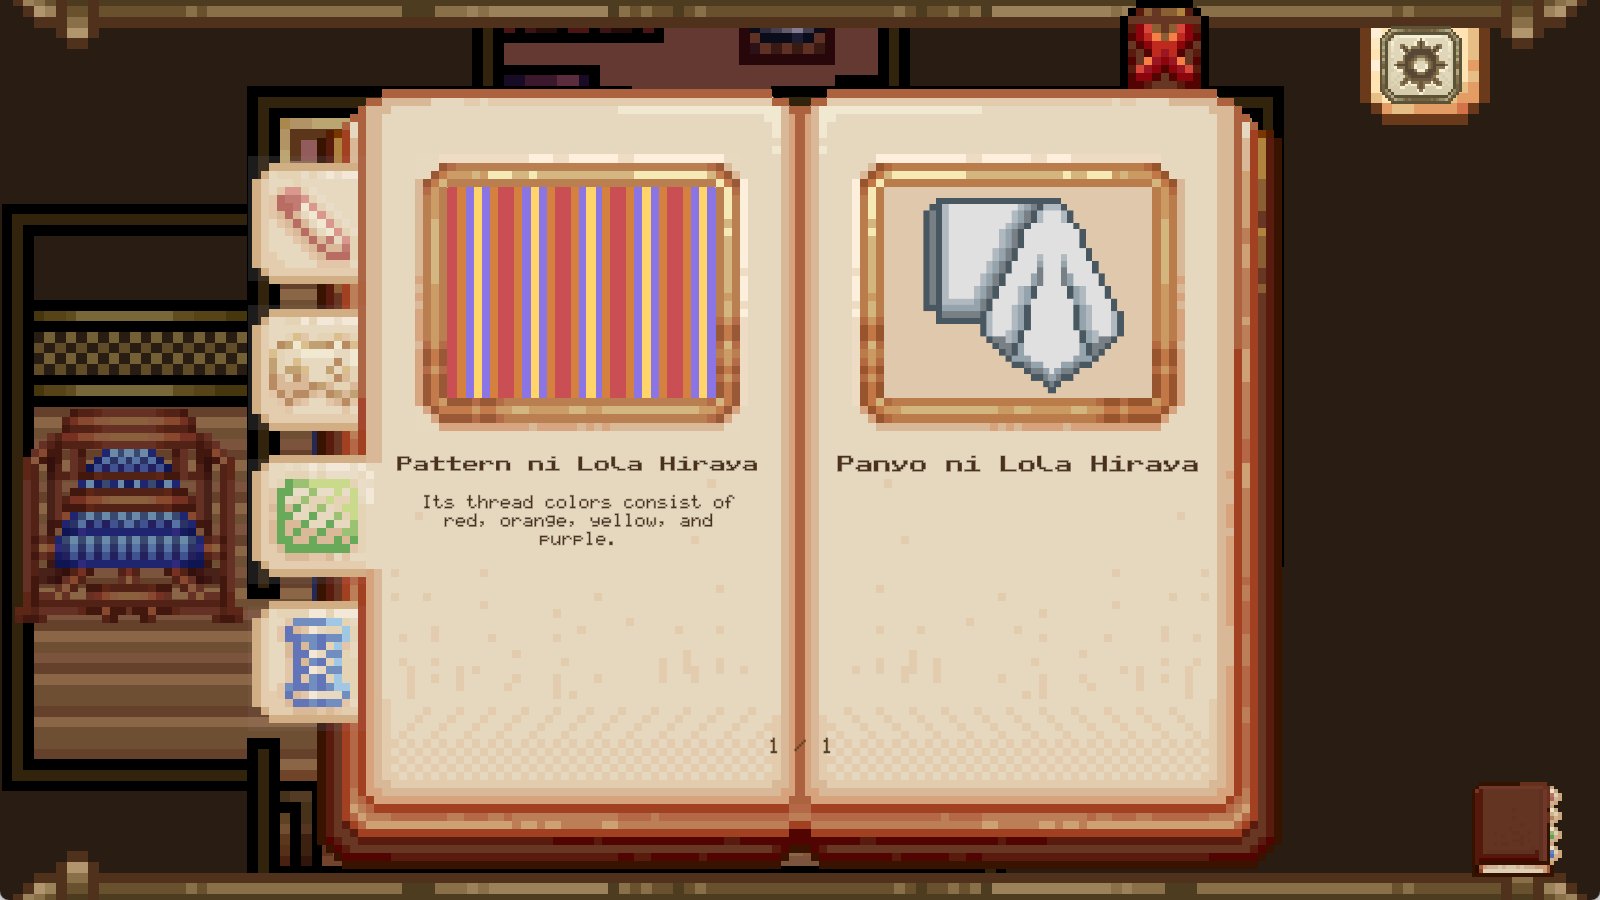 Pattern ni Lola Hiraya
Its thread colors consist of
red, orange, yellow, and
purple.
Panyo ni Lola Hiraya
1 / 1